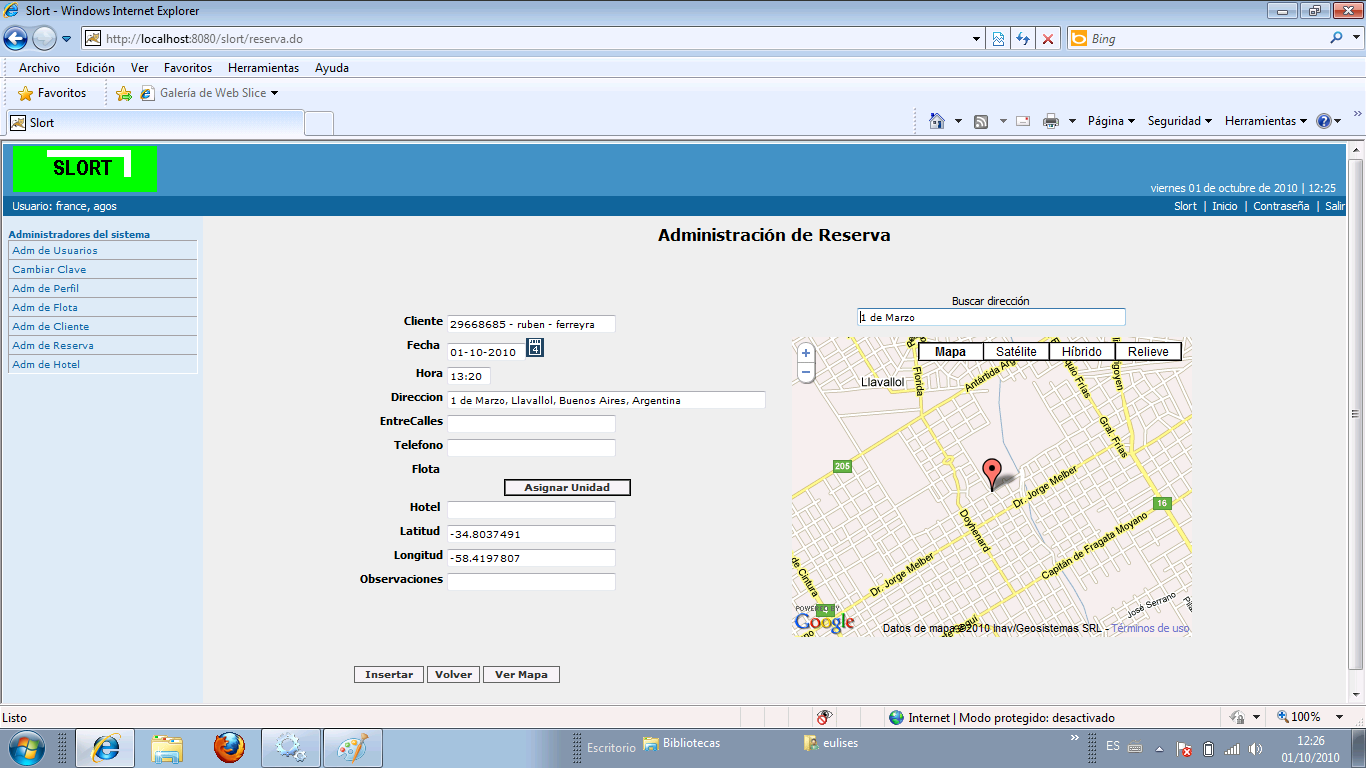 Slort - Windows Internet Explorer
http://localhost:8080/slort/reserva.do
Bing
Archivo Edición Ver Favoritos Herramientas Ayuda
Favoritos Galería de Web Slice
Slort
Página Seguridad Herramientas
SLORT
viernes 01 de octubre de 2010 | 12:25
Usuario: france, agos
Slort | Inicio | Contraseña | Salir
Administradores del sistema
Adm de Usuarios
Cambiar Clave
Adm de Perfil
Adm de Flota
Adm de Cliente
Adm de Reserva
Adm de Hotel
Administración de Reserva
Cliente 29668685 - ruben - ferreyra
Fecha 01-10-2010
Hora 13:20
Direccion 1 de Marzo, Llavallol, Buenos Aires, Argentina
EntreCalles
Telefono
Flota
Asignar Unidad
Hotel
Latitud -34.8037491
Longitud -58.4197807
Observaciones
Insertar Volver Ver Mapa
Buscar dirección
1 de Marzo
Mapa Satélite Híbrido Relieve
Llavallol
Florida
Antártida Arg
Gral. Frías
205
Dr. Jorge Melber
16
Doyhenard
Capitán de Fragata Moyano
Dr. Jorge Melber
de Cintura
José Serrano
POWERED BY
Google
Datos de mapa ©2010 Inav/Geosistemas SRL - Términos de uso
Listo
Internet | Modo protegido: desactivado
100%
Escritorio Bibliotecas eulises
ES
12:26
01/10/2010